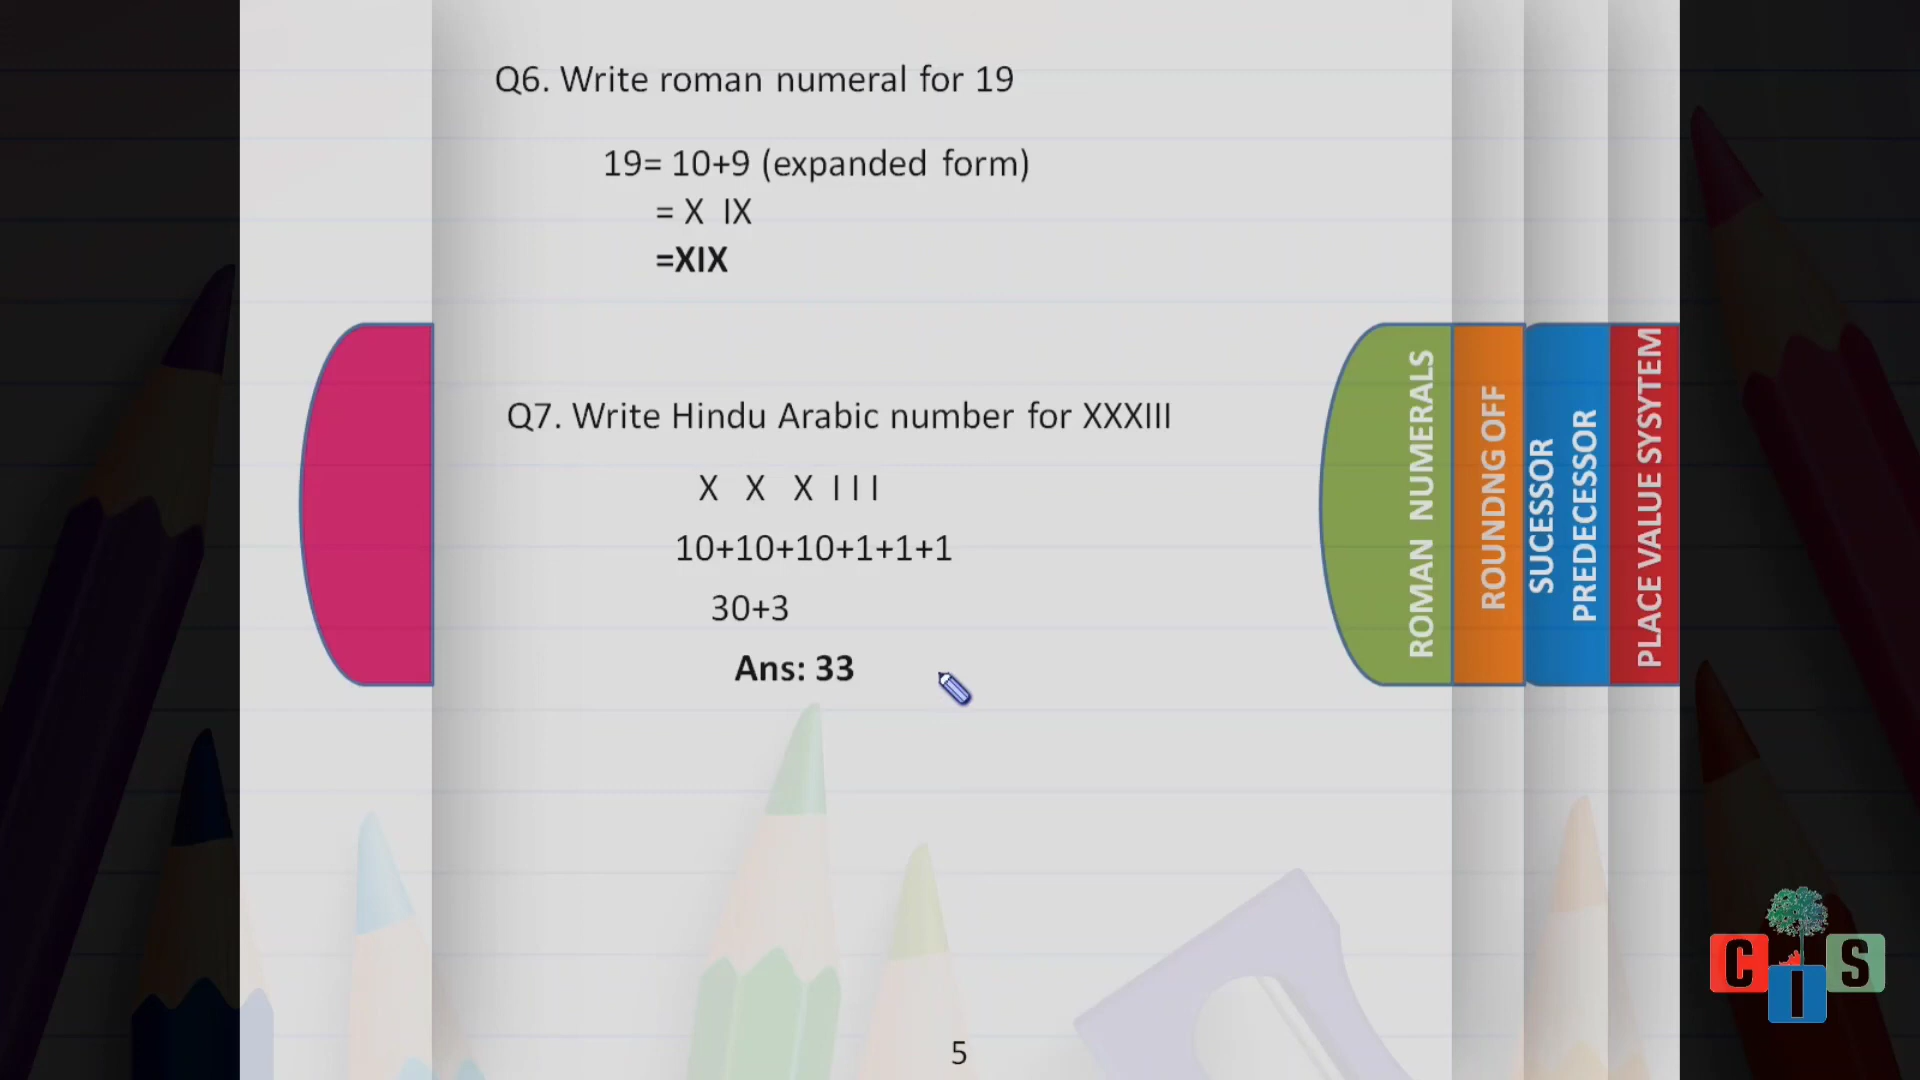 Q6. Write roman numeral for 19
19= 10+9 (expanded form)
= X IX
=XIX
Q7. Write Hindu Arabic number for XXXIII
X X X I I I
10+10+10+1+1+1
30+3
Ans: 33
ROMAN NUMERALS
ROUNDNG OFF
SUCESSOR
PREDECESSOR
PLACE VALUE SYSYTEM
CIS
5